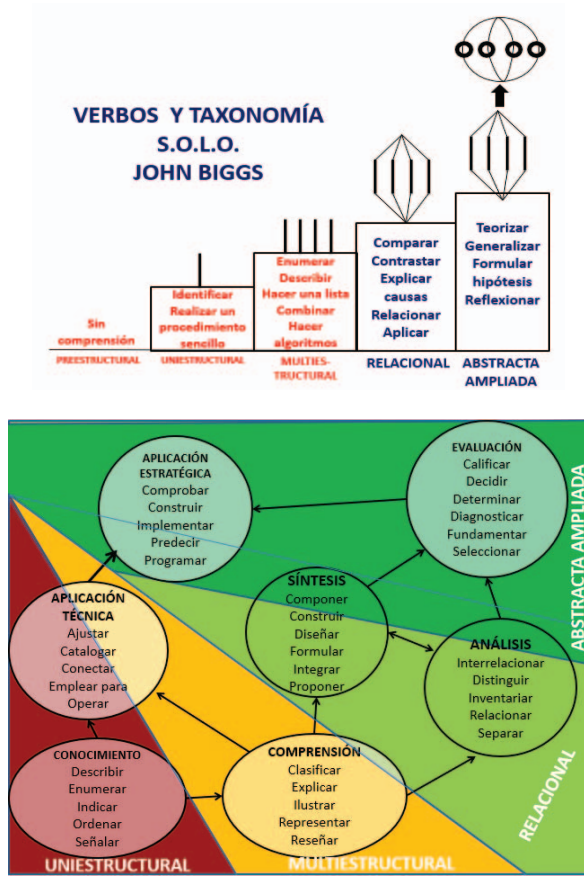 VERBOS Y TAXONOMÍA
S.O.L.O.
JOHN BIGGS
Sin
comprensión
PREESTRUCTURAL
Identificar
Realizar un
procedimiento
sencillo
UNIESTRUCTURAL
Enumerar
Describir
Hacer una lista
Combinar
Hacer
algoritmos
MULTIES-
TRUCTURAL
Comparar
Contrastar
Explicar
causas
Relacionar
Aplicar
RELACIONAL
Teorizar
Generalizar
Formular
hipótesis
Reflexionar
ABSTRACTA
AMPLIADA
APLICACIÓN
ESTRATÉGICA
Comprobar
Construir
Implementar
Predecir
Programar
EVALUACIÓN
Calificar
Decidir
Determinar
Diagnosticar
Fundamentar
Seleccionar
ABSTRACTA AMPLIADA
APLICACIÓN
TÉCNICA
Ajustar
Catalogar
Conectar
Emplear para
Operar
SÍNTESIS
Componer
Construir
Diseñar
Formular
Integrar
Proponer
ANÁLISIS
Interrelacionar
Distinguir
Inventariar
Relacionar
Separar
CONOCIMIENTO
Describir
Enumerar
Indicar
Ordenar
Señalar
COMPRENSIÓN
Clasificar
Explicar
Ilustrar
Representar
Reseñar
RELACIONAL
UNIESTRUCTURAL
MULTIESTRUCTURAL